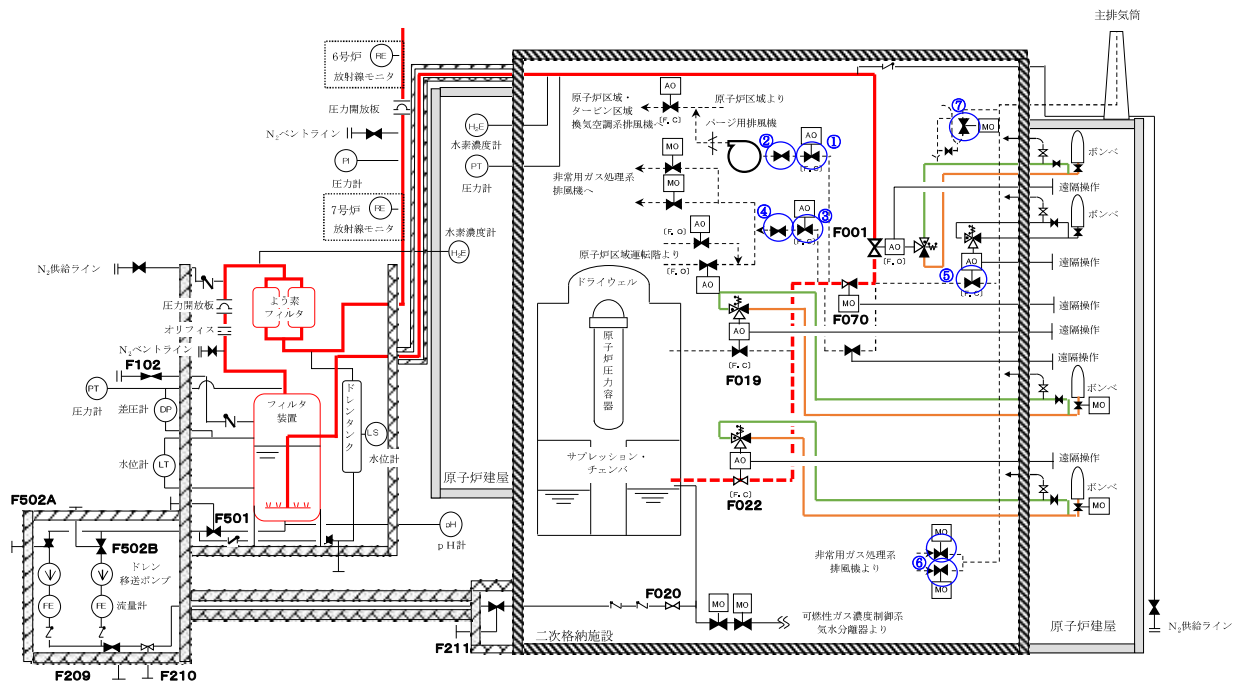 主排気筒
6号炉
RE
放射線モニタ
圧力開放板
N₂ベントライン
PI
圧力計
7号炉
RE
放射線モニタ
H₂E
水素濃度計
PT
圧力計
H₂E
水素濃度計
AO
原子炉区域・
タービン区域
換気空調系排風機へ
(F.C)
原子炉区域より
パージ用排風機
②
AO
①
(F.C)
MO
MO
非常用ガス処理系
排風機へ
④
AO
③
(F.C)
AO
(F.O)
原子炉区域運転階より
(F.O)
AO
F001
AO
(F.C)
⑦
MO
ボンベ
遠隔操作
ボンベ
AO
遠隔操作
⑤
(F.C)
MO
F070
遠隔操作
遠隔操作
遠隔操作
ドライウェル
原子炉圧力容器
AO
(F.C)
F019
ボンベ
MO
サプレッション・
チェンバ
AO
(F.C)
F022
遠隔操作
ボンベ
MO
N₂供給ライン
圧力開放板
オリフィス
よう素
フィルタ
N₂ベントライン
F102
PT
圧力計
差圧計
DP
フィルタ
装置
ドレンタンク
LS
水位計
水位計
LT
原子炉建屋
F502A
F501
F502B
pH
pH計
ドレン
移送ポンプ
FE
FE
流量計
F209
F210
F211
F020
MO
MO
可燃性ガス濃度制御系
気水分離器より
二次格納施設
非常用ガス処理系
排風機より
MO
⑥
MO
原子炉建屋
N₂供給ライン